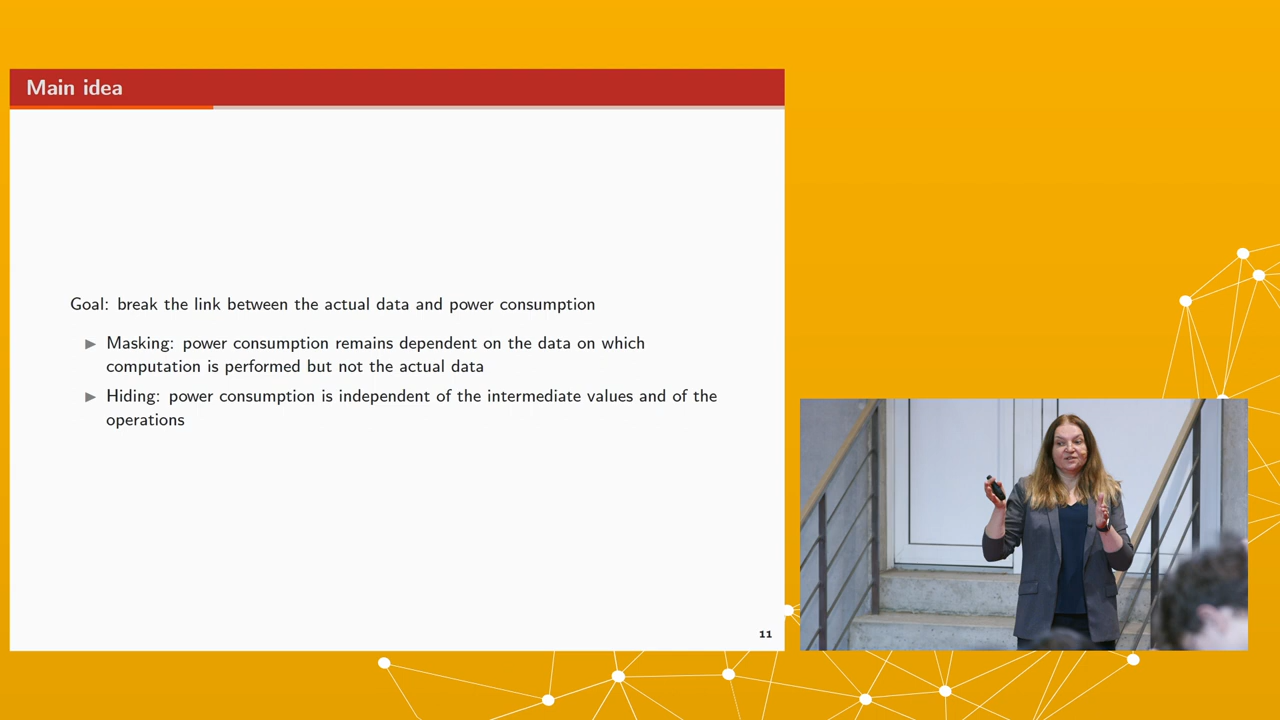 Main idea
Goal: break the link between the actual data and power consumption
▶ Masking: power consumption remains dependent on the data on which
computation is performed but not the actual data
▶ Hiding: power consumption is independent of the intermediate values and of the
operations
11